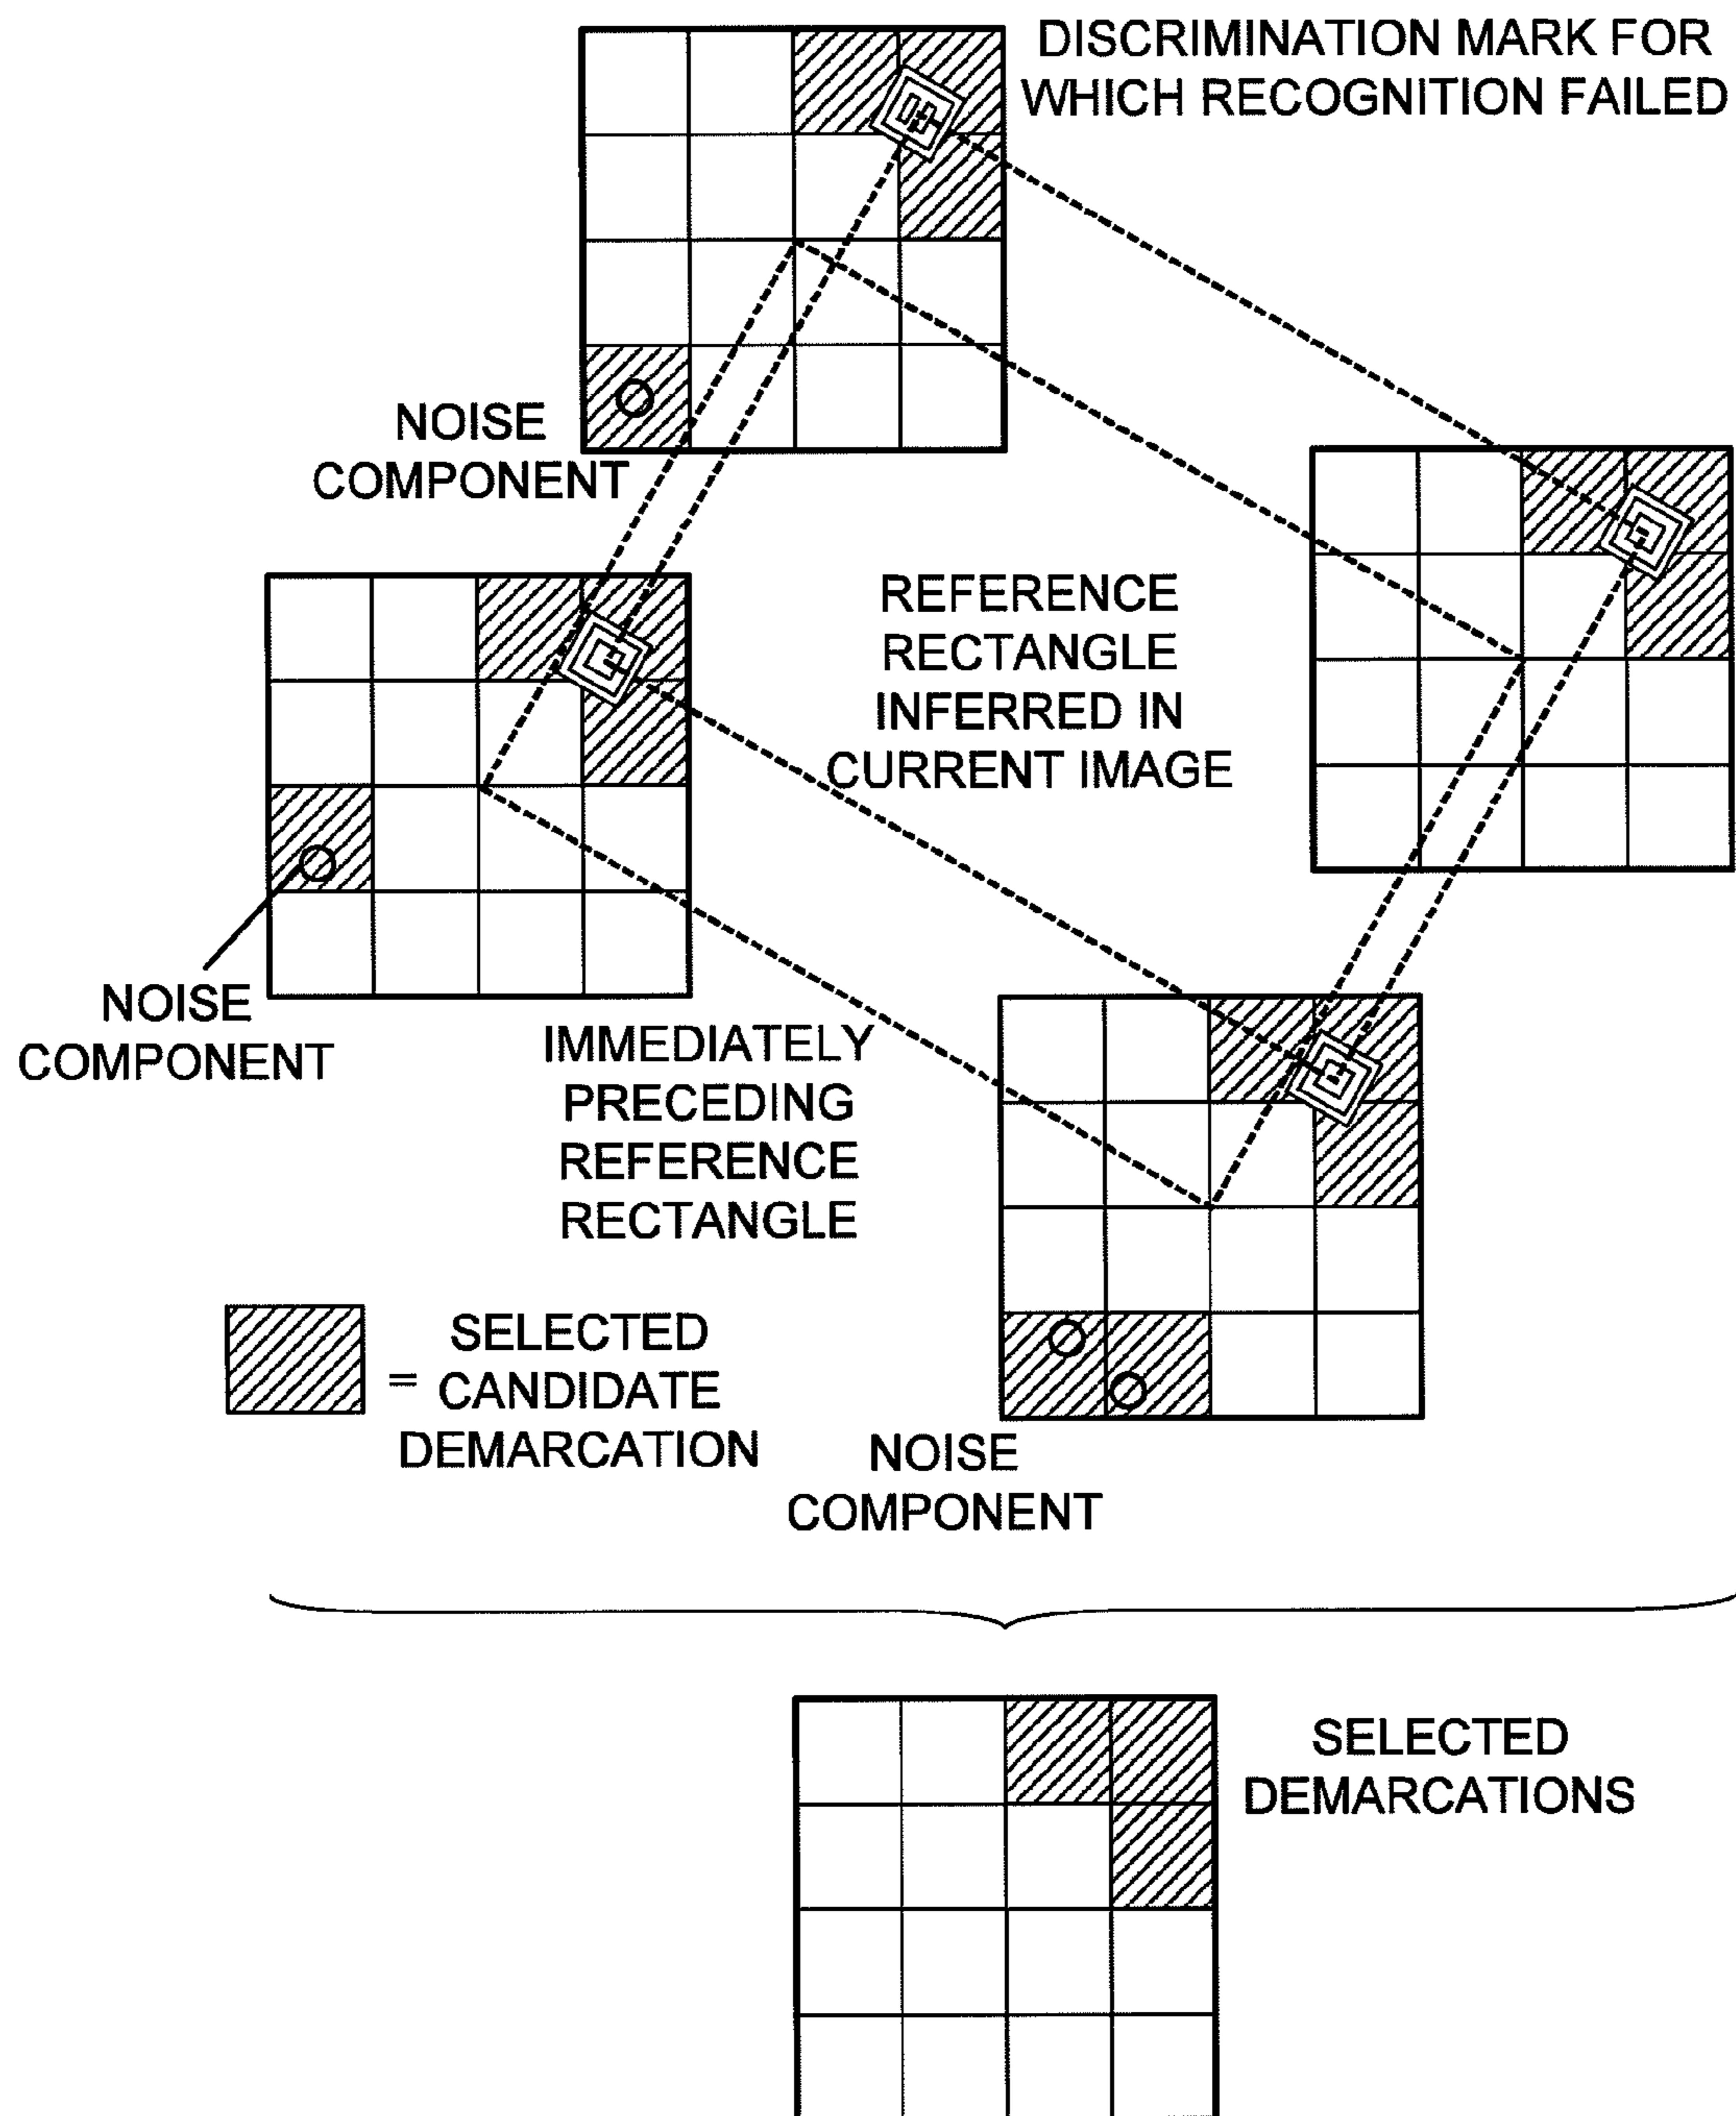 DISCRIMINATION MARK FOR
WHICH RECOGNITION FAILED
NOISE
COMPONENT
REFERENCE
RECTANGLE
INFERRED IN
CURRENT IMAGE
NOISE
COMPONENT
IMMEDIATELY
PRECEDING
REFERENCE
RECTANGLE
= SELECTED
CANDIDATE
DEMARCATION
NOISE
COMPONENT
SELECTED
DEMARCATIONS